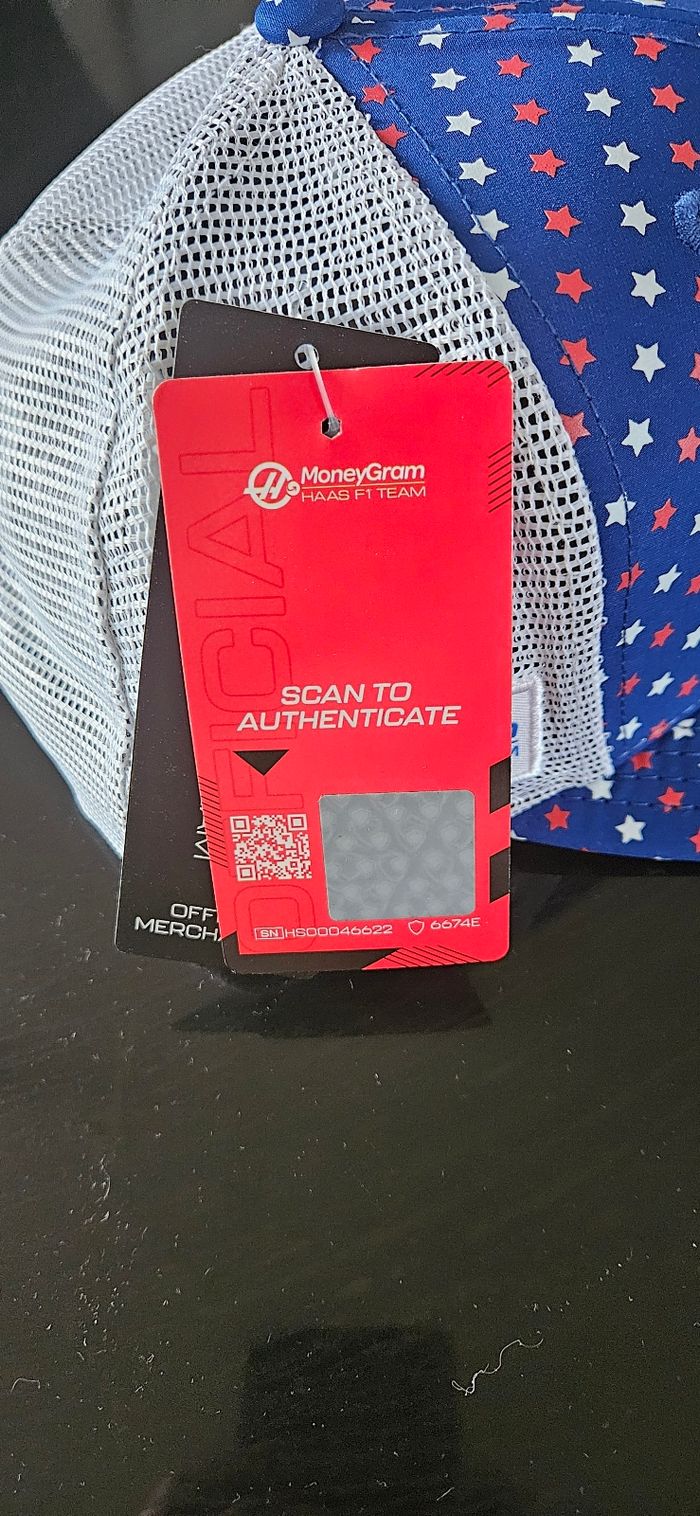 OFFICIAL
MoneyGram
HAAS F1 TEAM
SCAN TO
AUTHENTICATE
SN HS00046622 6674E
OFF
MERCH